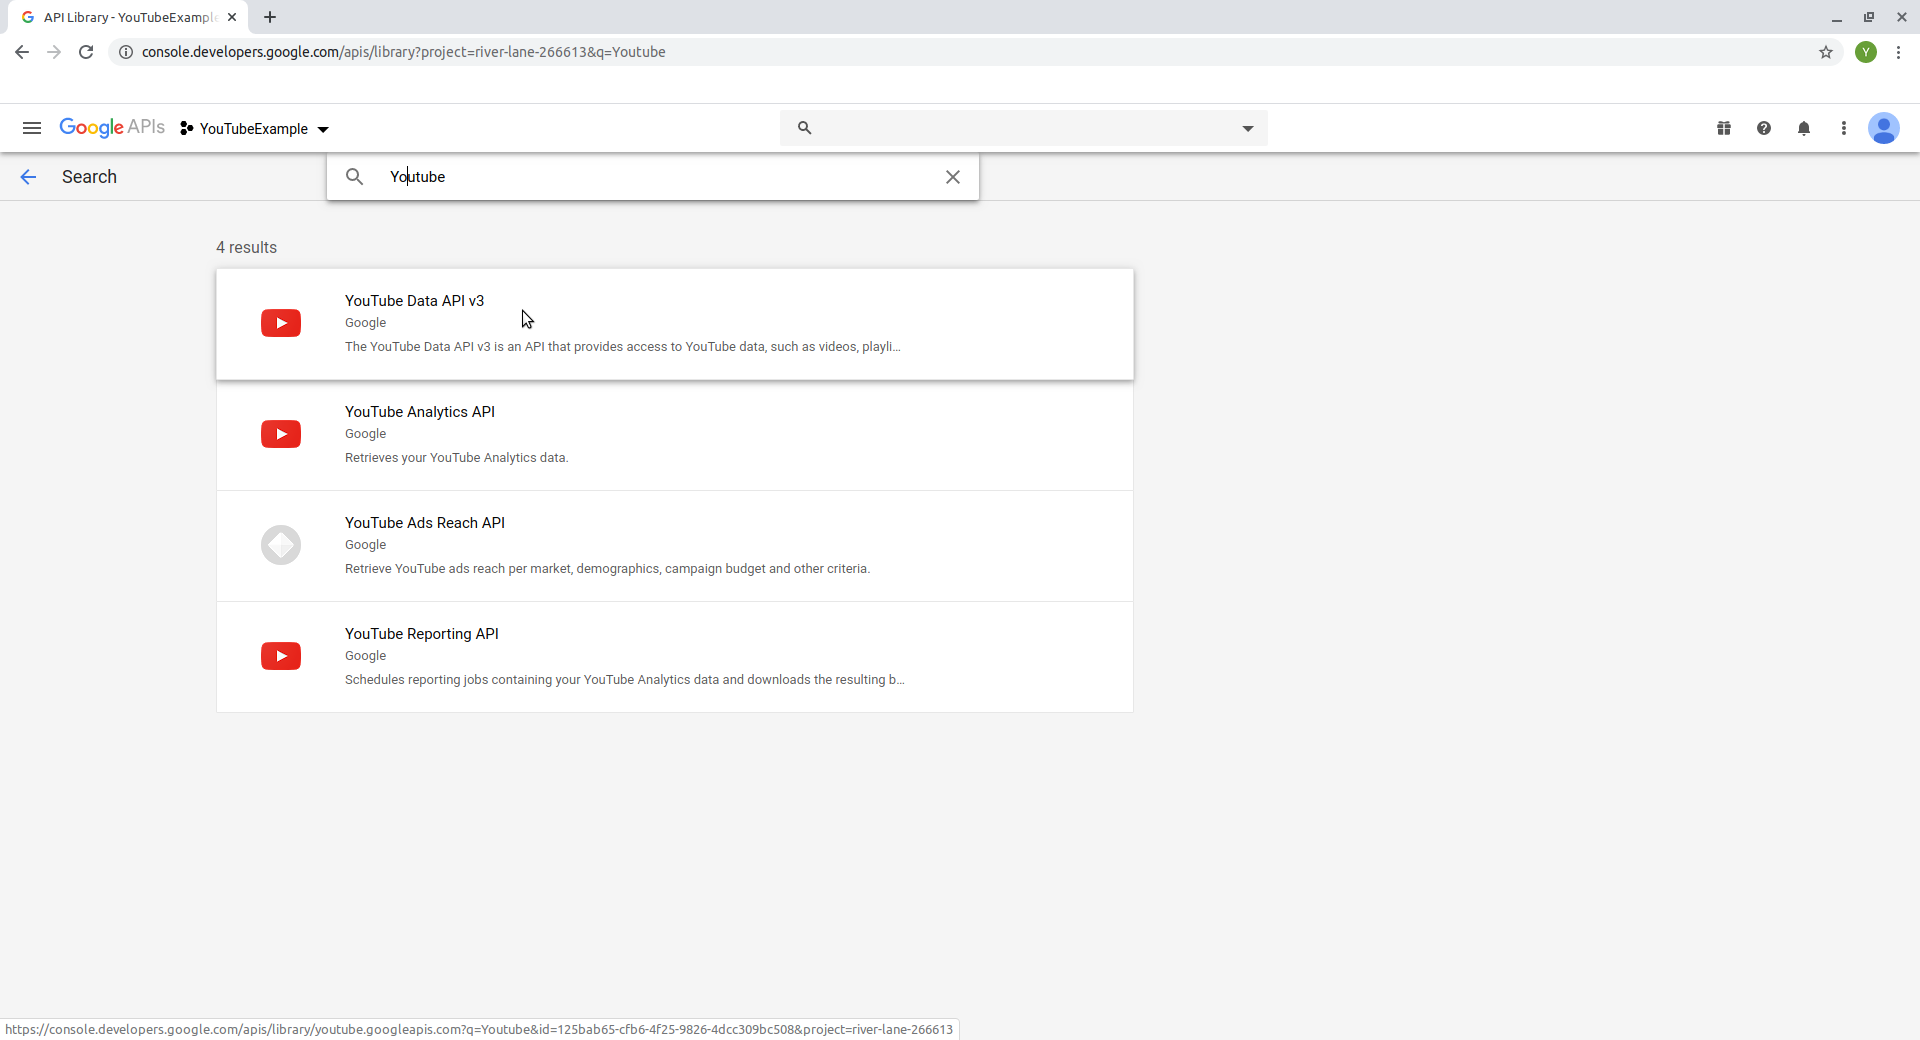 API Library - YouTubeExample
console.developers.google.com/apis/library?project=river-lane-266613&q=Youtube
Y
Google APIs
YouTubeExample
Search
Youtube
4 results
YouTube Data API v3
Google
The YouTube Data API v3 is an API that provides access to YouTube data, such as videos, playli...
YouTube Analytics API
Google
Retrieves your YouTube Analytics data.
YouTube Ads Reach API
Google
Retrieve YouTube ads reach per market, demographics, campaign budget and other criteria.
YouTube Reporting API
Google
Schedules reporting jobs containing your YouTube Analytics data and downloads the resulting b...
https://console.developers.google.com/apis/library/youtube.googleapis.com?q=Youtube&id=125bab65-cfb6-4f25-9826-4dcc309bc508&project=river-lane-266613